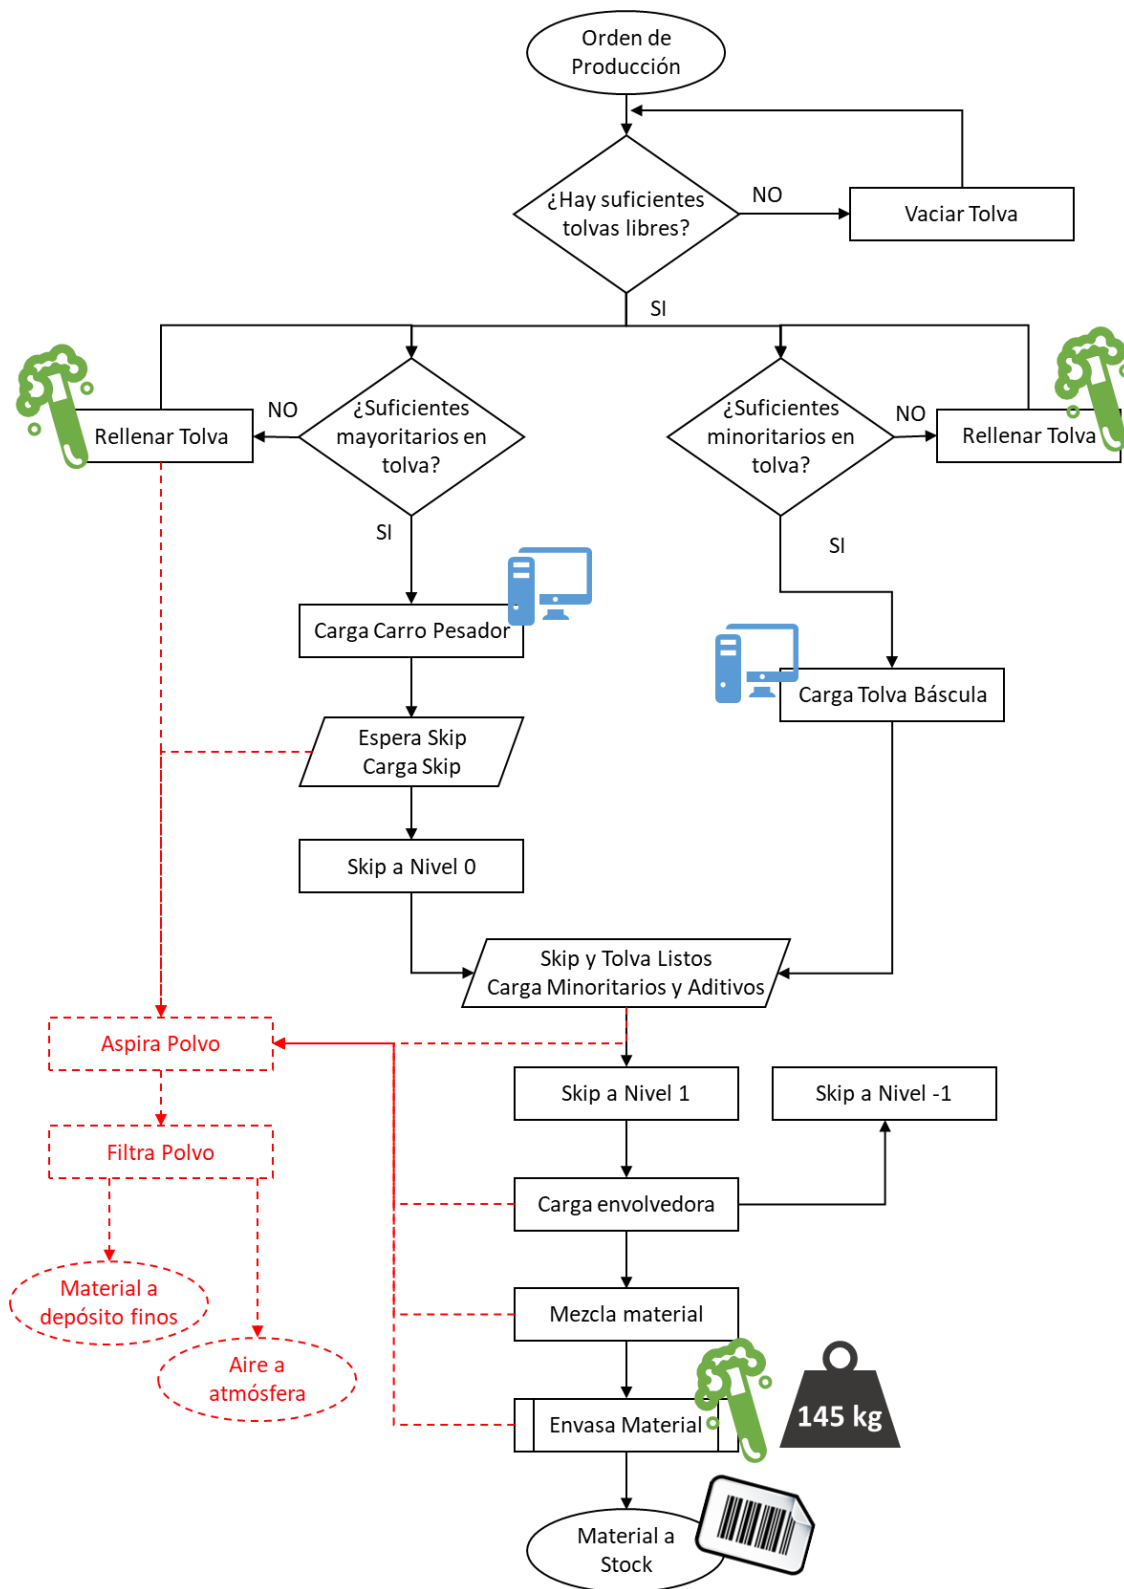 Orden de
Producción
¿Hay suficientes
tolvas libres?
NO
Vaciar Tolva
SI
¿Suficientes
mayoritarios en
tolva?
NO
Rellenar Tolva
¿Suficientes
minoritarios en
tolva?
NO
Rellenar Tolva
SI
SI
Carga Carro Pesador
Carga Tolva Báscula
Espera Skip
Carga Skip
Skip a Nivel 0
Skip y Tolva Listos
Carga Minoritarios y Aditivos
Aspira Polvo
Skip a Nivel 1
Skip a Nivel -1
Filtra Polvo
Carga envolvedora
Material a
depósito finos
Mezcla material
Aire a
atmósfera
Envasa Material
145 kg
Material a
Stock